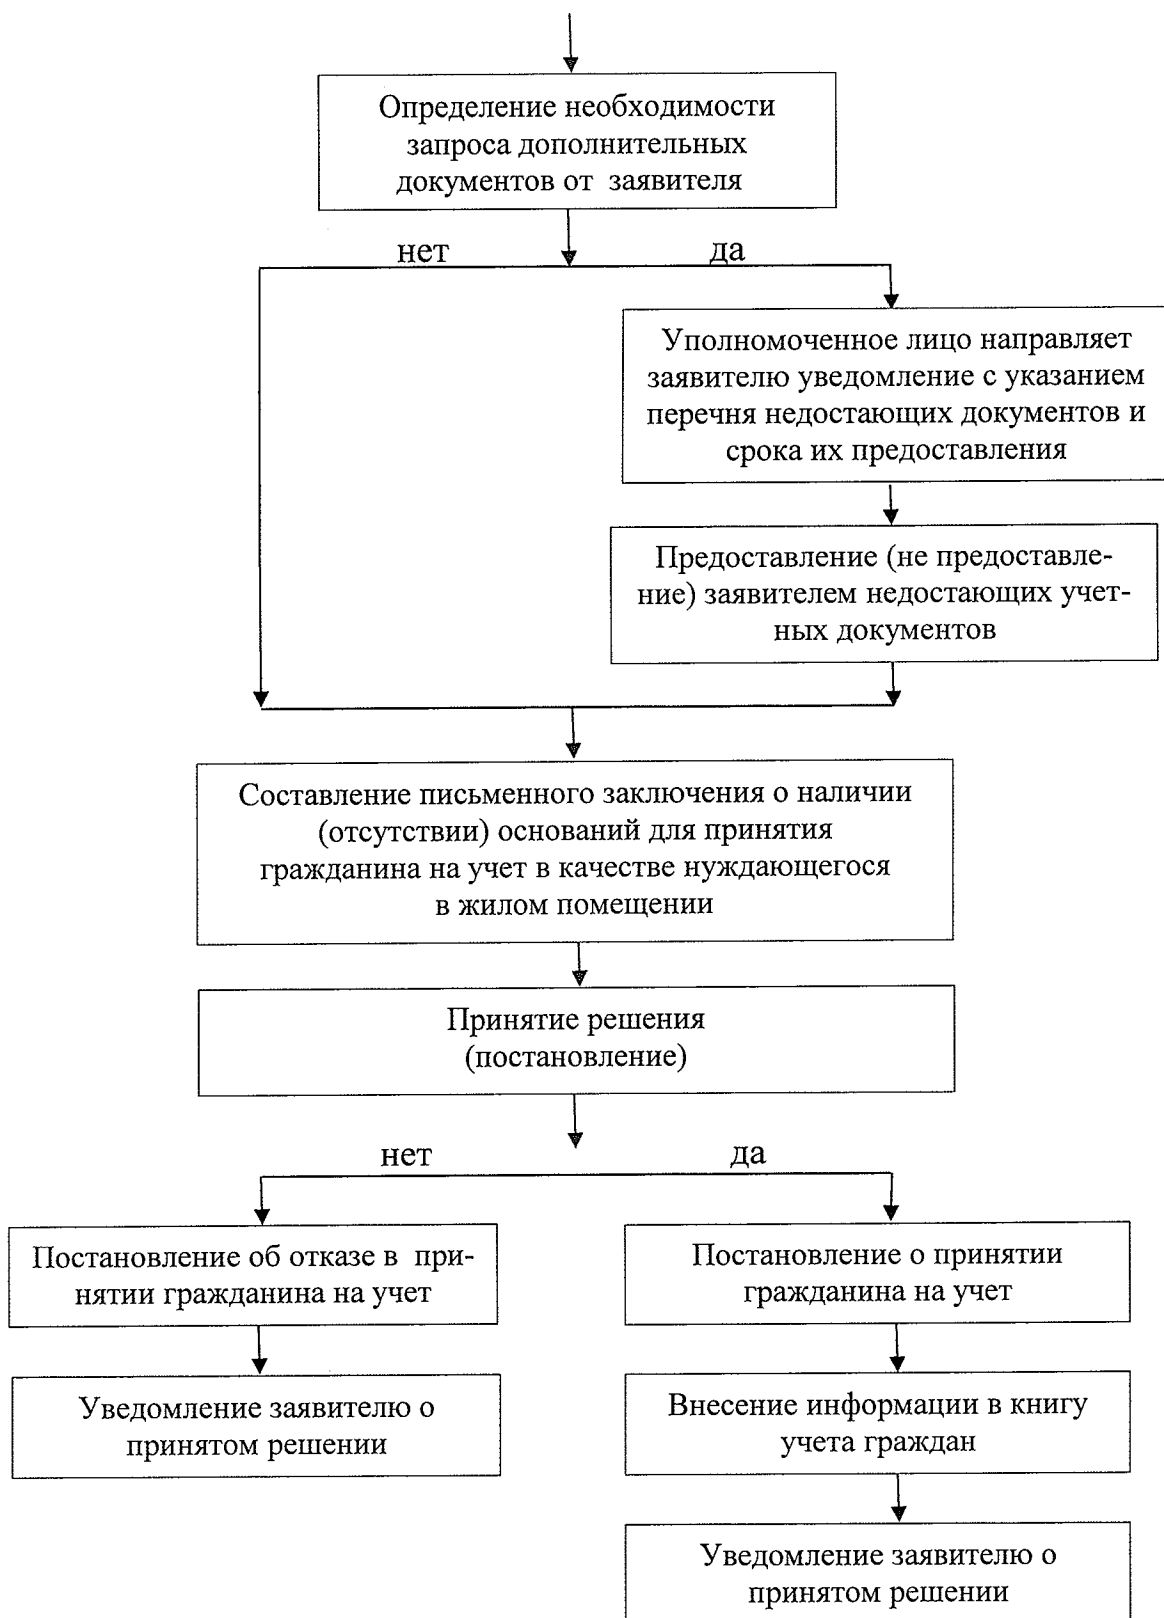 Определение необходимости
запроса дополнительных
документов от заявителя
нет
да
Уполномоченное лицо направляет
заявителю уведомление с указанием
перечня недостающих документов и
срока их предоставления
Предоставление (не предоставле-
ние) заявителем недостающих учет-
ных документов
Составление письменного заключения о наличии
(отсутствии) оснований для принятия
гражданина на учет в качестве нуждающегося
в жилом помещении
Принятие решения
(постановление)
нет
да
Постановление об отказе в при-
нятии гражданина на учет
Уведомление заявителю о
принятом решении
Постановление о принятии
гражданина на учет
Внесение информации в книгу
учета граждан
Уведомление заявителю о
принятом решении